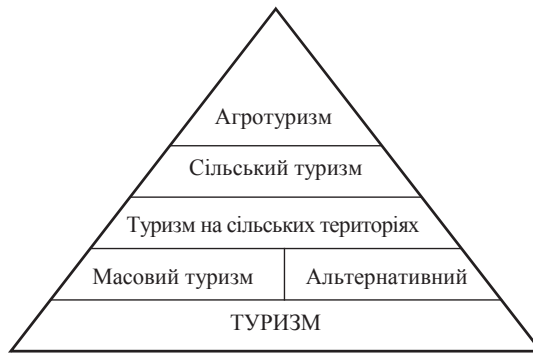 Агротуризм
Сільський туризм
Туризм на сільських територіях
Масовий туризм
Альтернативний
ТУРИЗМ